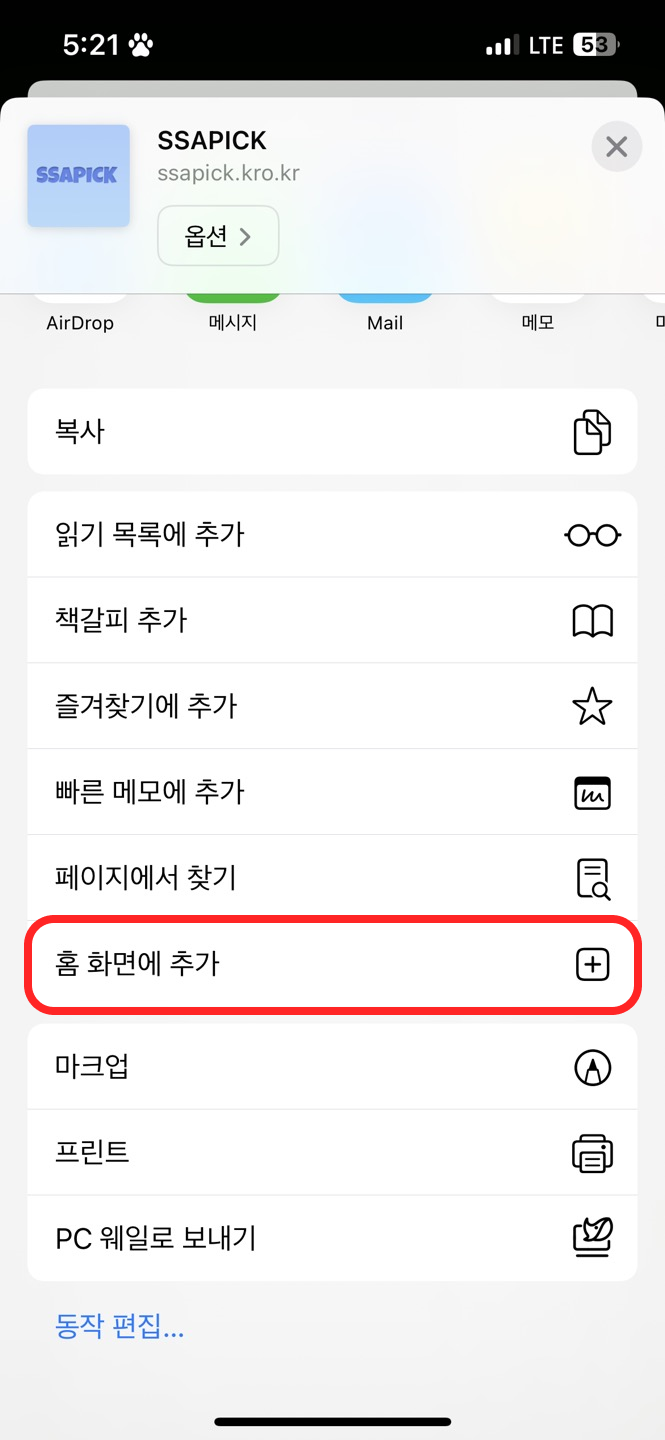 5:21
LTE 53
SSAPICK
SSAPICK
ssapick.kro.kr
옵션
AirDrop
메시지
Mail
메모
복사
읽기 목록에 추가
책갈피 추가
즐겨찾기에 추가
빠른 메모에 추가
페이지에서 찾기
홈 화면에 추가
마크업
프린트
PC 웨일로 보내기
동작 편집...